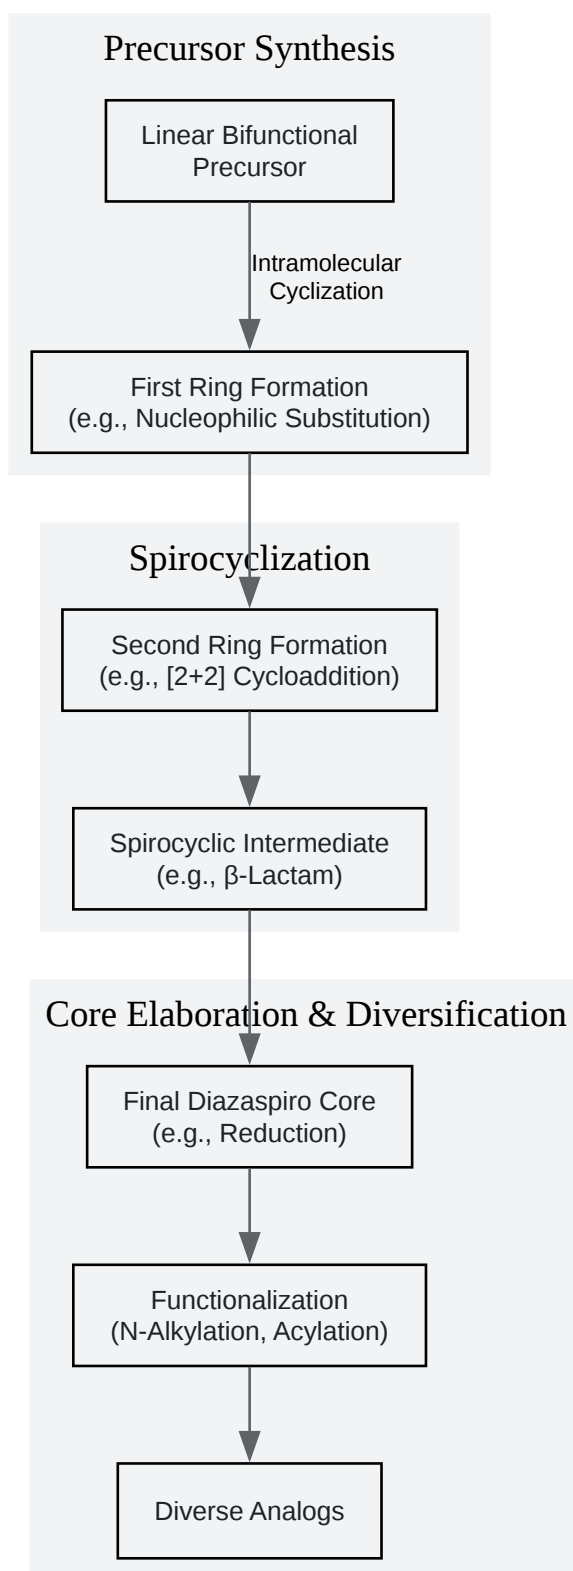 Precursor Synthesis
Linear Bifunctional
Precursor
Intramolecular
Cyclization
First Ring Formation
(e.g., Nucleophilic Substitution)
Spirocyclization
Second Ring Formation
(e.g., [2+2] Cycloaddition)
Spirocyclic Intermediate
(e.g., β-Lactam)
Core Elaboration & Diversification
Final Diazaspiro Core
(e.g., Reduction)
Functionalization
(N-Alkylation, Acylation)
Diverse Analogs